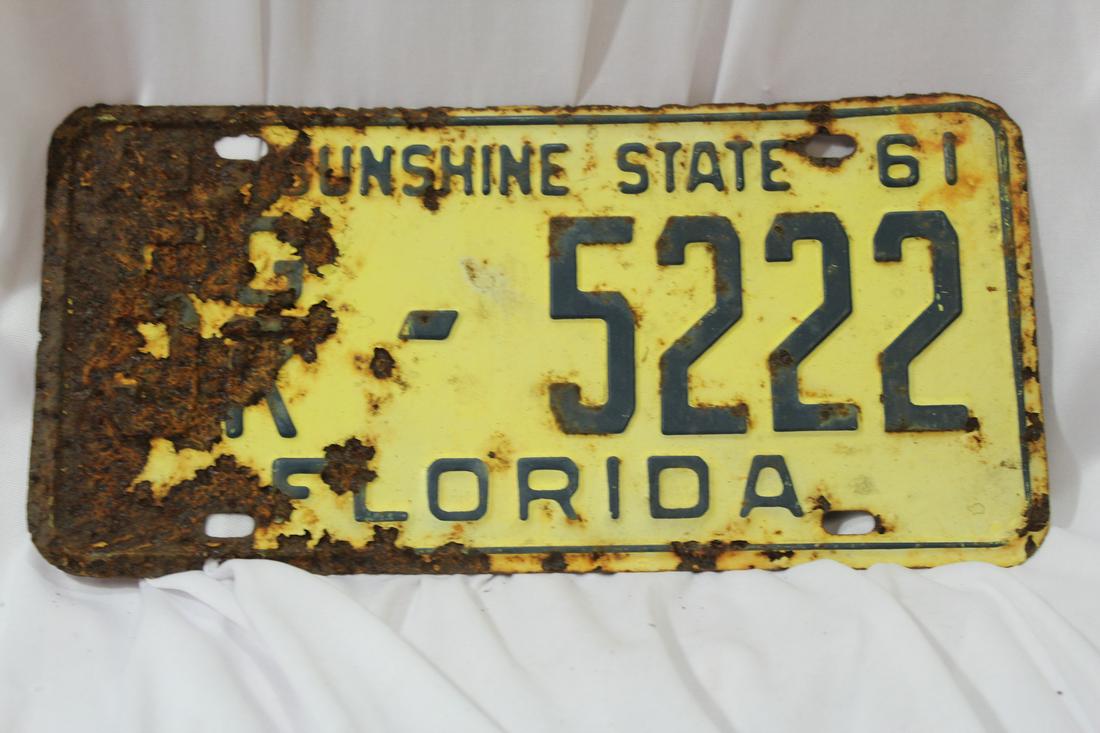 SUNSHINE STATE 61
G
K - 5222
FLORIDA